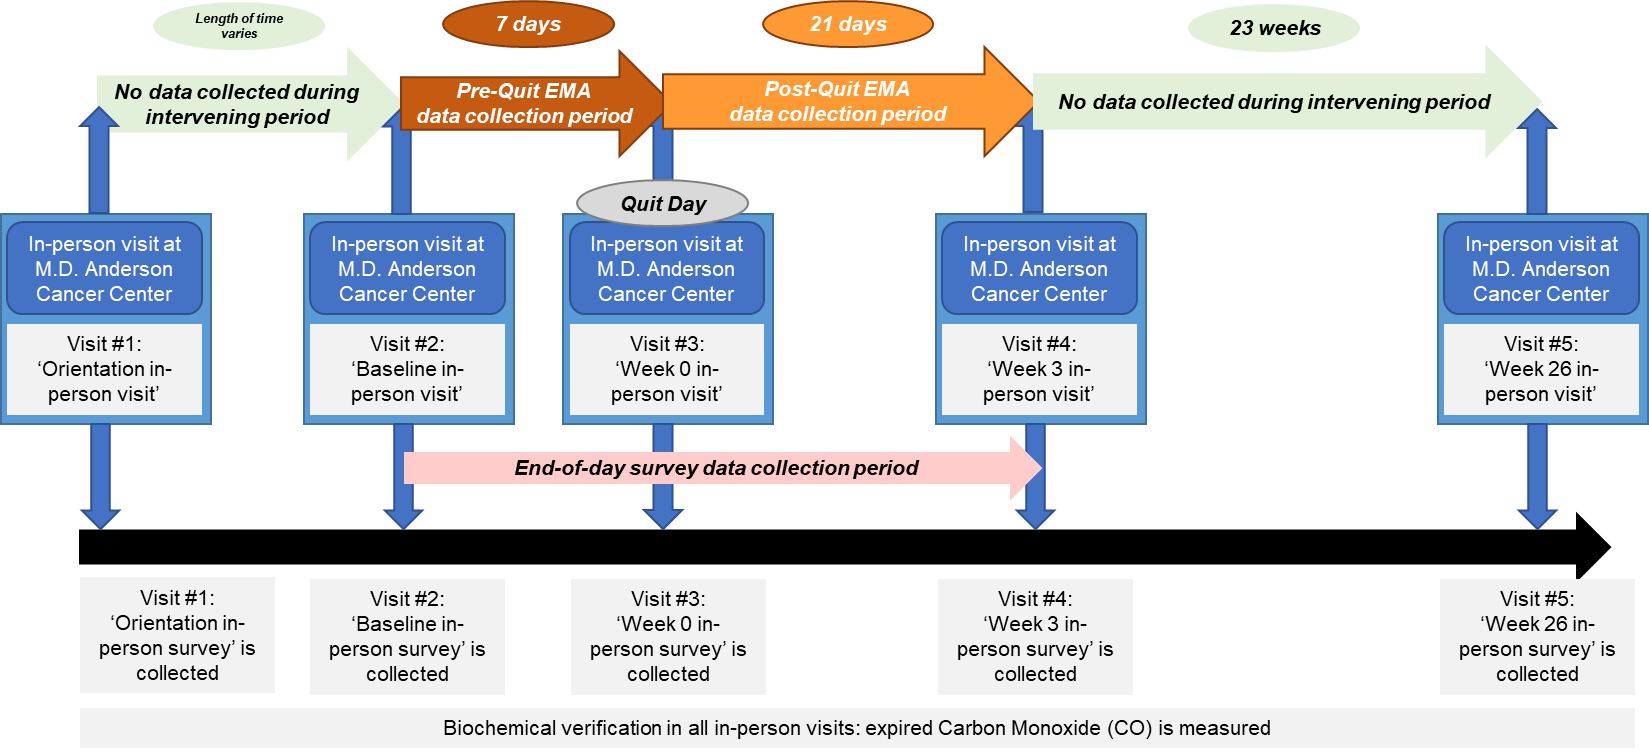 Length of time
varies
7 days
21 days
23 weeks
No data collected during
intervening period
Pre-Quit EMA
data collection period
Post-Quit EMA
data collection period
No data collected during intervening period
Quit Day
In-person visit at
M.D. Anderson
Cancer Center
In-person visit at
M.D. Anderson
Cancer Center
In-person visit at
M.D. Anderson
Cancer Center
In-person visit at
M.D. Anderson
Cancer Center
In-person visit at
M.D. Anderson
Cancer Center
Visit #1:
‘Orientation in-
person visit’
Visit #2:
‘Baseline in-
person visit’
Visit #3:
‘Week 0 in-
person visit’
Visit #4:
‘Week 3 in-
person visit’
Visit #5:
‘Week 26 in-
person visit’
End-of-day survey data collection period
Visit #1:
‘Orientation in-
person survey’ is
collected
Visit #2:
‘Baseline in-
person survey’ is
collected
Visit #3:
‘Week 0 in-
person survey’ is
collected
Visit #4:
‘Week 3 in-
person survey’ is
collected
Visit #5:
‘Week 26 in-
person survey’ is
collected
Biochemical verification in all in-person visits: expired Carbon Monoxide (CO) is measured